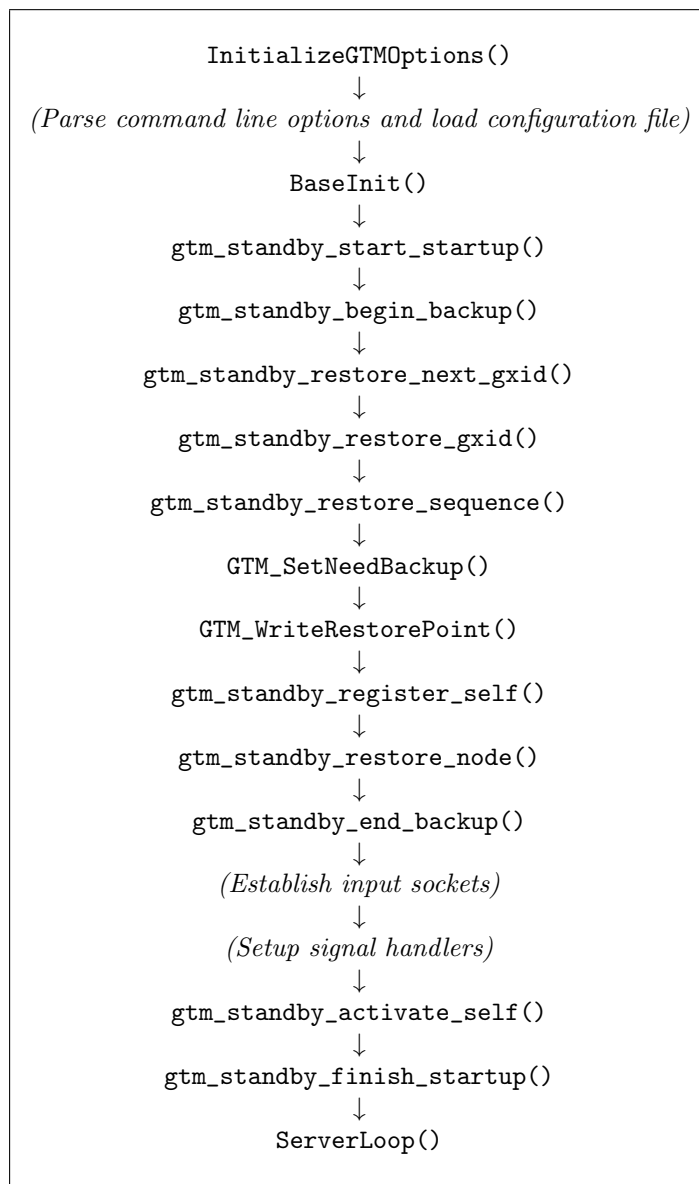 InitializeGTMOptions()
↓
(Parse command line options and load configuration file)
↓
BaseInit()
↓
gtm_standby_start_startup()
↓
gtm_standby_begin_backup()
↓
gtm_standby_restore_next_gxid()
↓
gtm_standby_restore_gxid()
↓
gtm_standby_restore_sequence()
↓
GTM_SetNeedBackup()
↓
GTM_WriteRestorePoint()
↓
gtm_standby_register_self()
↓
gtm_standby_restore_node()
↓
gtm_standby_end_backup()
↓
(Establish input sockets)
↓
(Setup signal handlers)
↓
gtm_standby_activate_self()
↓
gtm_standby_finish_startup()
↓
ServerLoop()